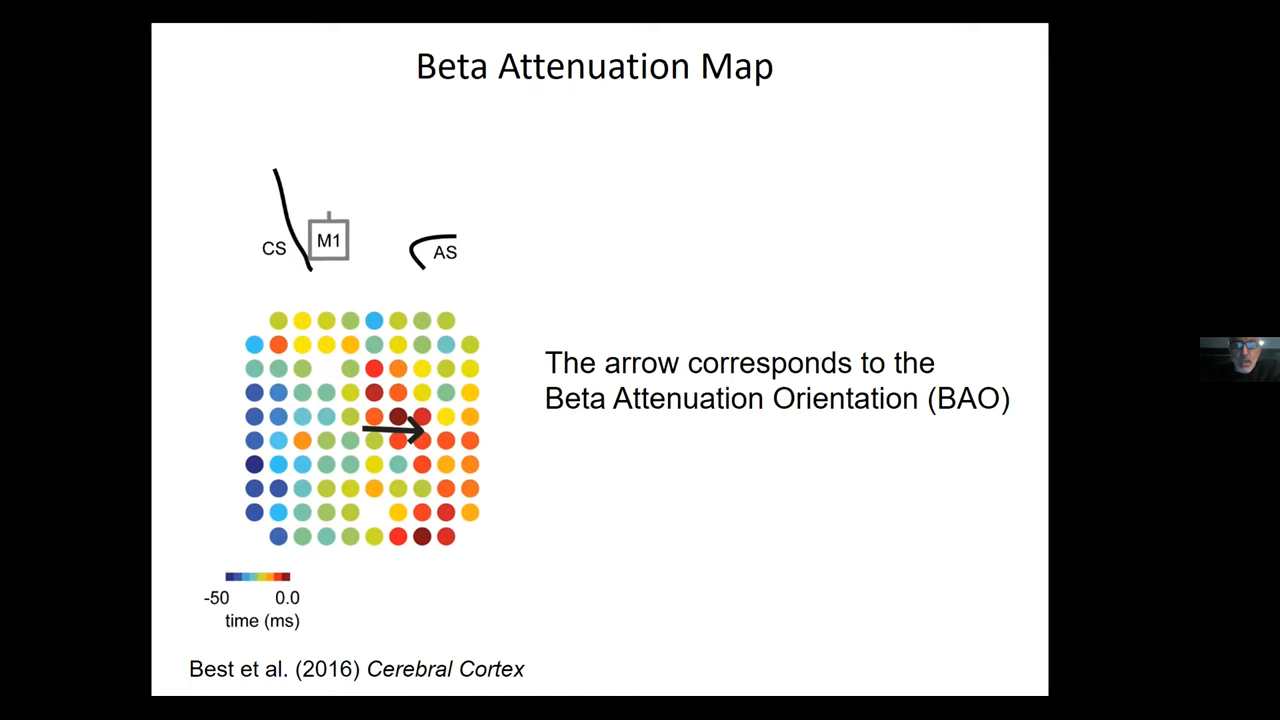 Beta Attenuation Map
CS
M1
AS
The arrow corresponds to the
Beta Attenuation Orientation (BAO)
-50 0.0
time (ms)
Best et al. (2016) Cerebral Cortex